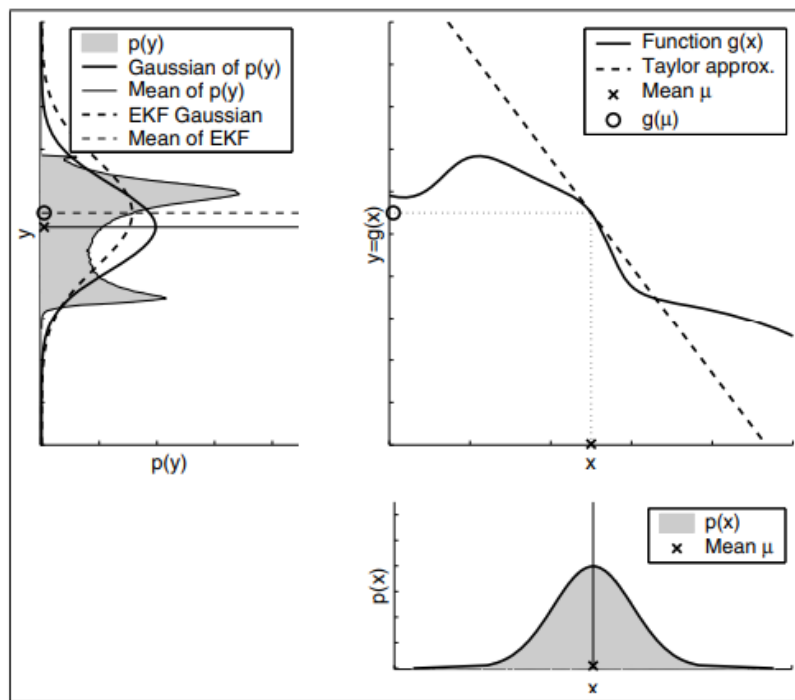 p(y)
Gaussian of p(y)
Mean of p(y)
EKF Gaussian
Mean of EKF
y
p(y)
Function g(x)
Taylor approx.
Mean μ
g(μ)
y=g(x)
x
p(x)
Mean μ
p(x)
x